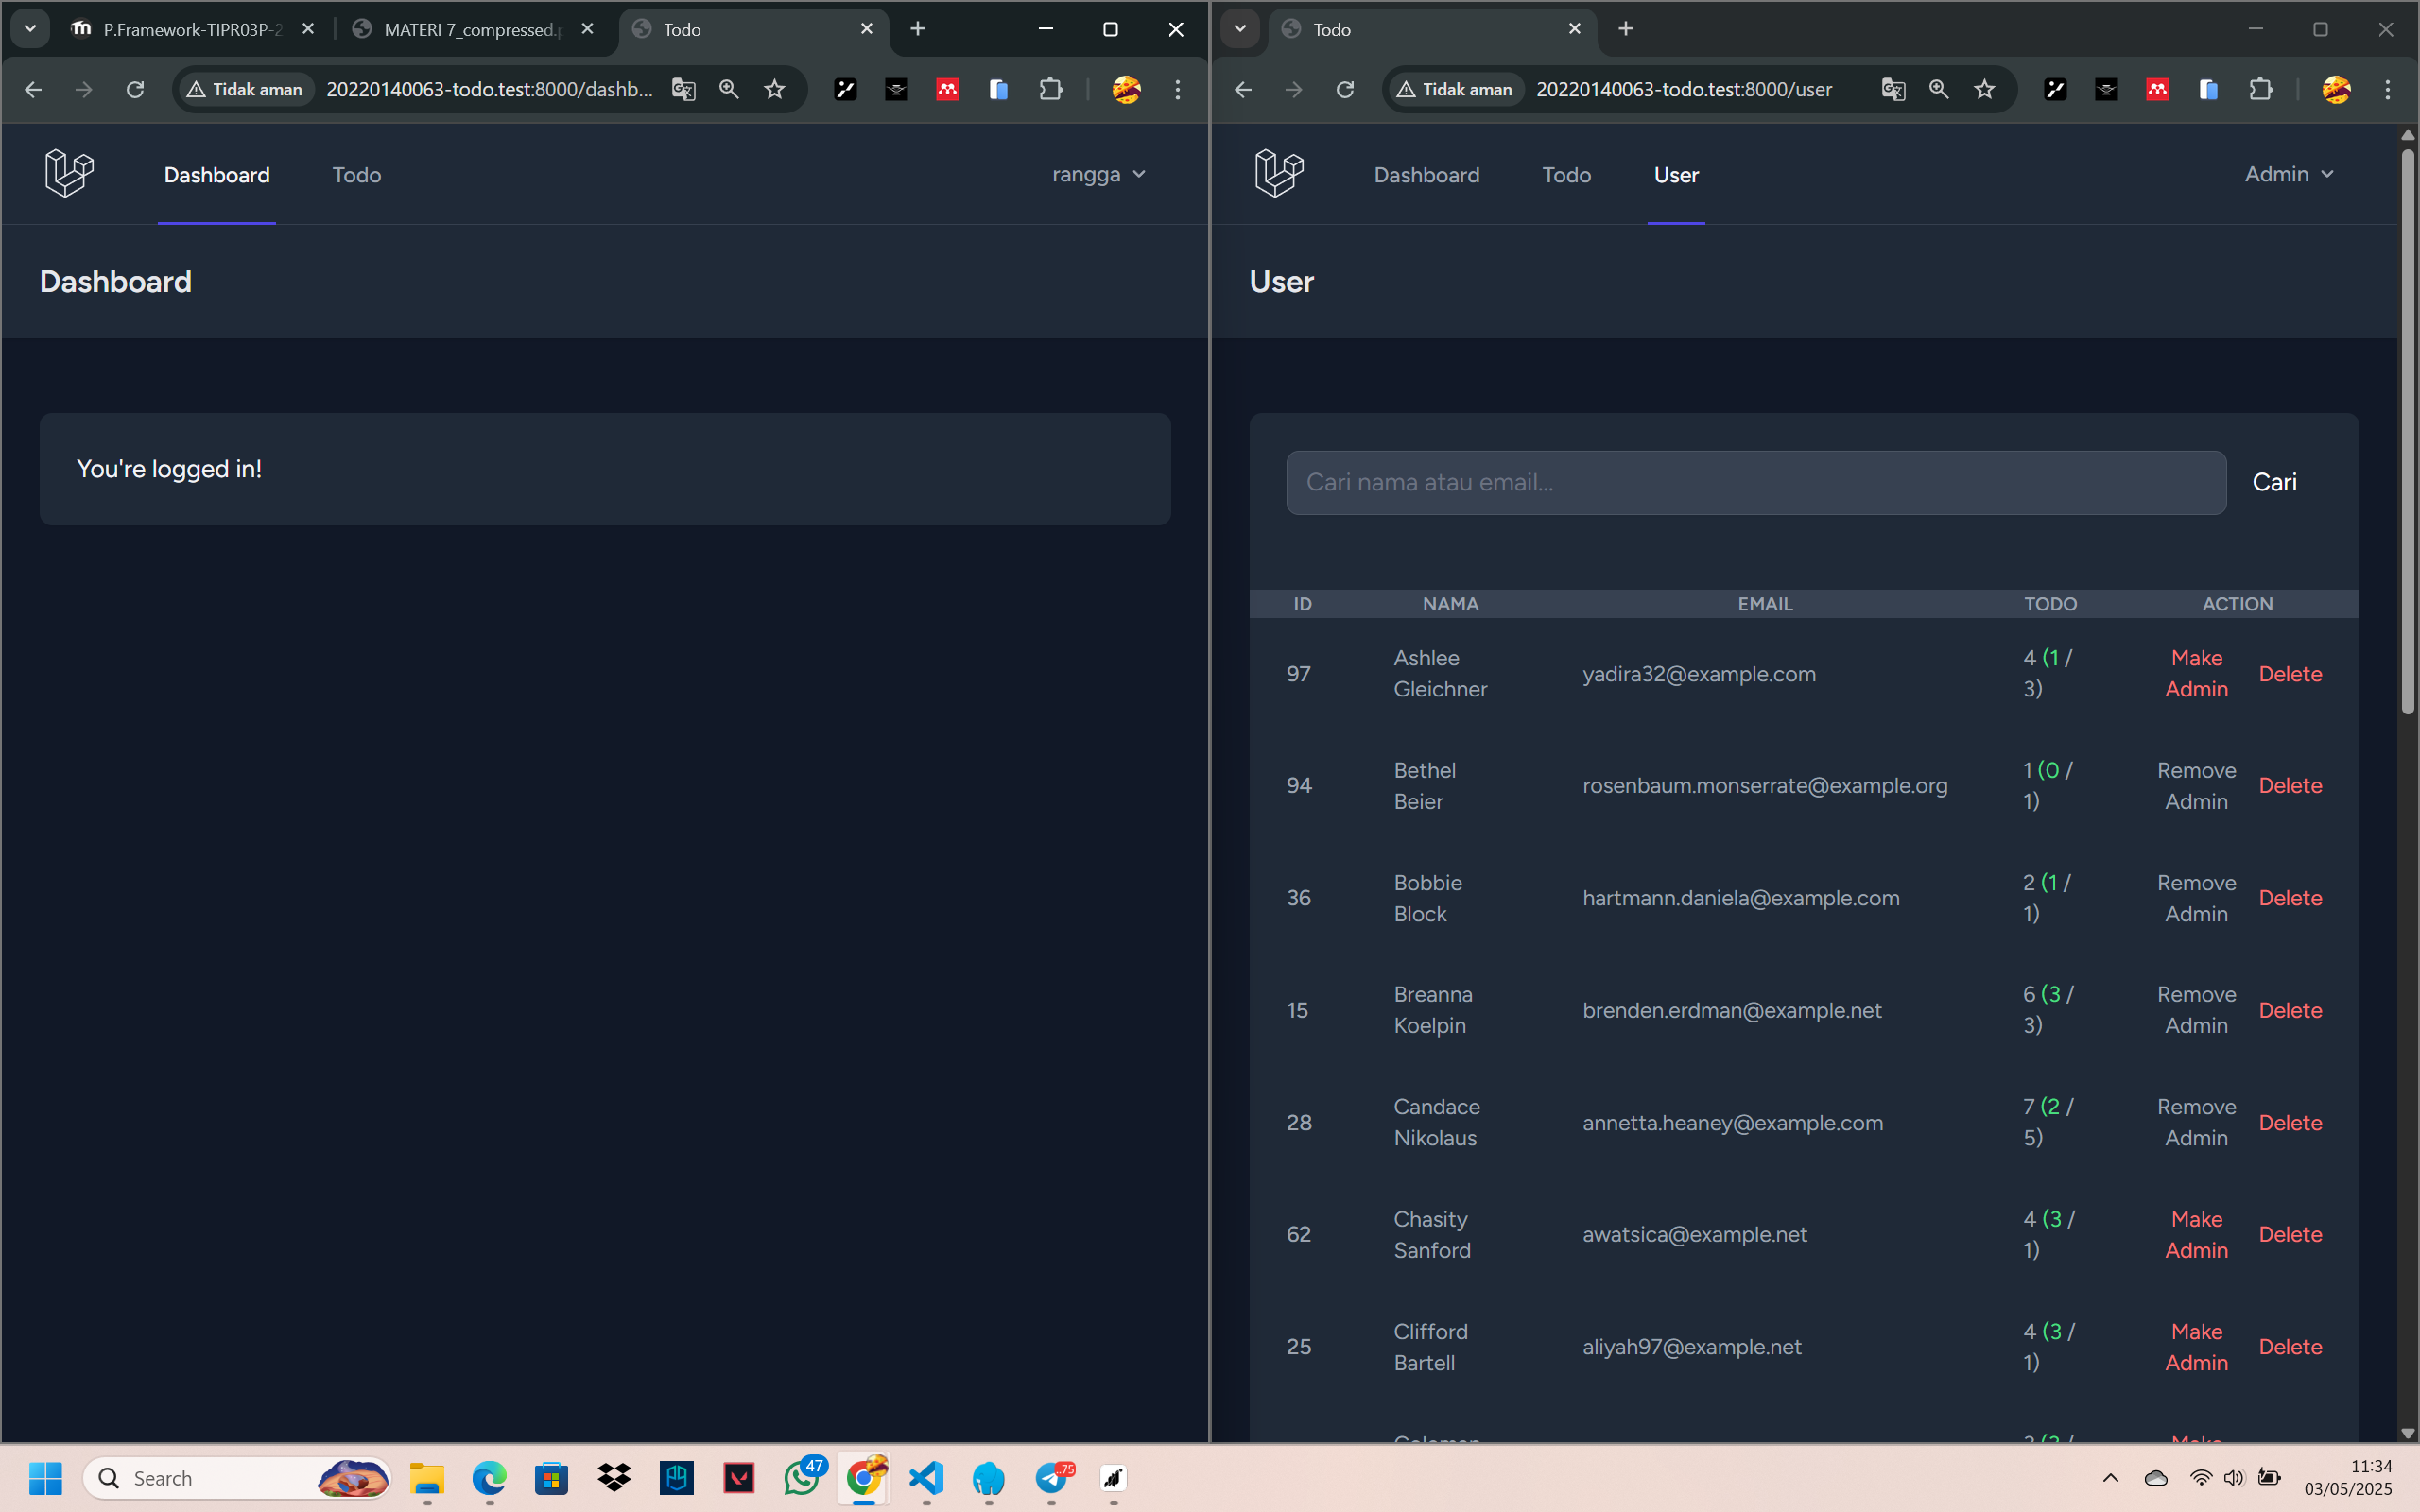 P.Framework-TIPR03P-2
MATERI 7_compressed.p
Todo
Tidak aman
20220140063-todo.test:8000/dashb...
Dashboard
Todo
rangga
Dashboard
You're logged in!
Todo
Tidak aman
20220140063-todo.test:8000/user
Dashboard
Todo
User
Admin
User
Cari nama atau email...
Cari
ID NAMA EMAIL TODO ACTION
97 Ashlee Gleichner yadira32@example.com 4 (1 / 3) Make Admin Delete
94 Bethel Beier rosenbaum.monserrate@example.org 1 (0 / 1) Remove Admin Delete
36 Bobbie Block hartmann.daniela@example.com 2 (1 / 1) Remove Admin Delete
15 Breanna Koelpin brenden.erdman@example.net 6 (3 / 3) Remove Admin Delete
28 Candace Nikolaus annetta.heaney@example.com 7 (2 / 5) Remove Admin Delete
62 Chasity Sanford awatsica@example.net 4 (3 / 1) Make Admin Delete
25 Clifford Bartell aliyah97@example.net 4 (3 / 1) Make Admin Delete
Search
47
..75
11:34
03/05/2025